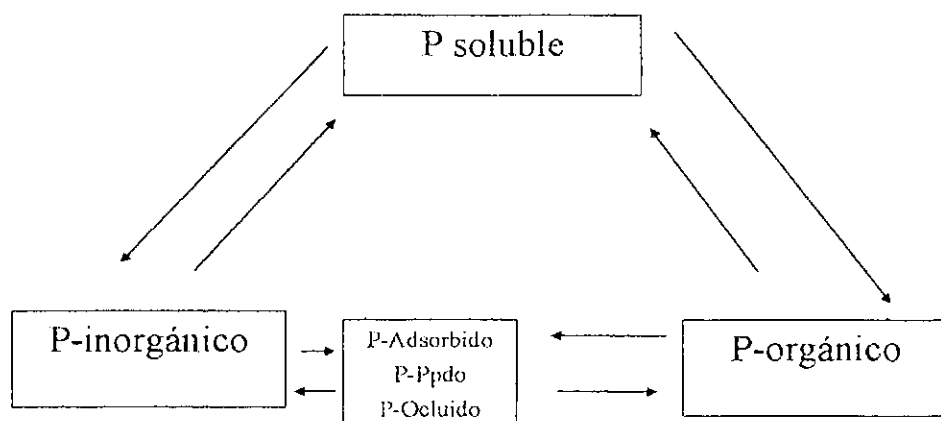 P soluble
P-inorgánico
P-Adsorbido
P-Ppdo
P-Ocluido
P-orgánico